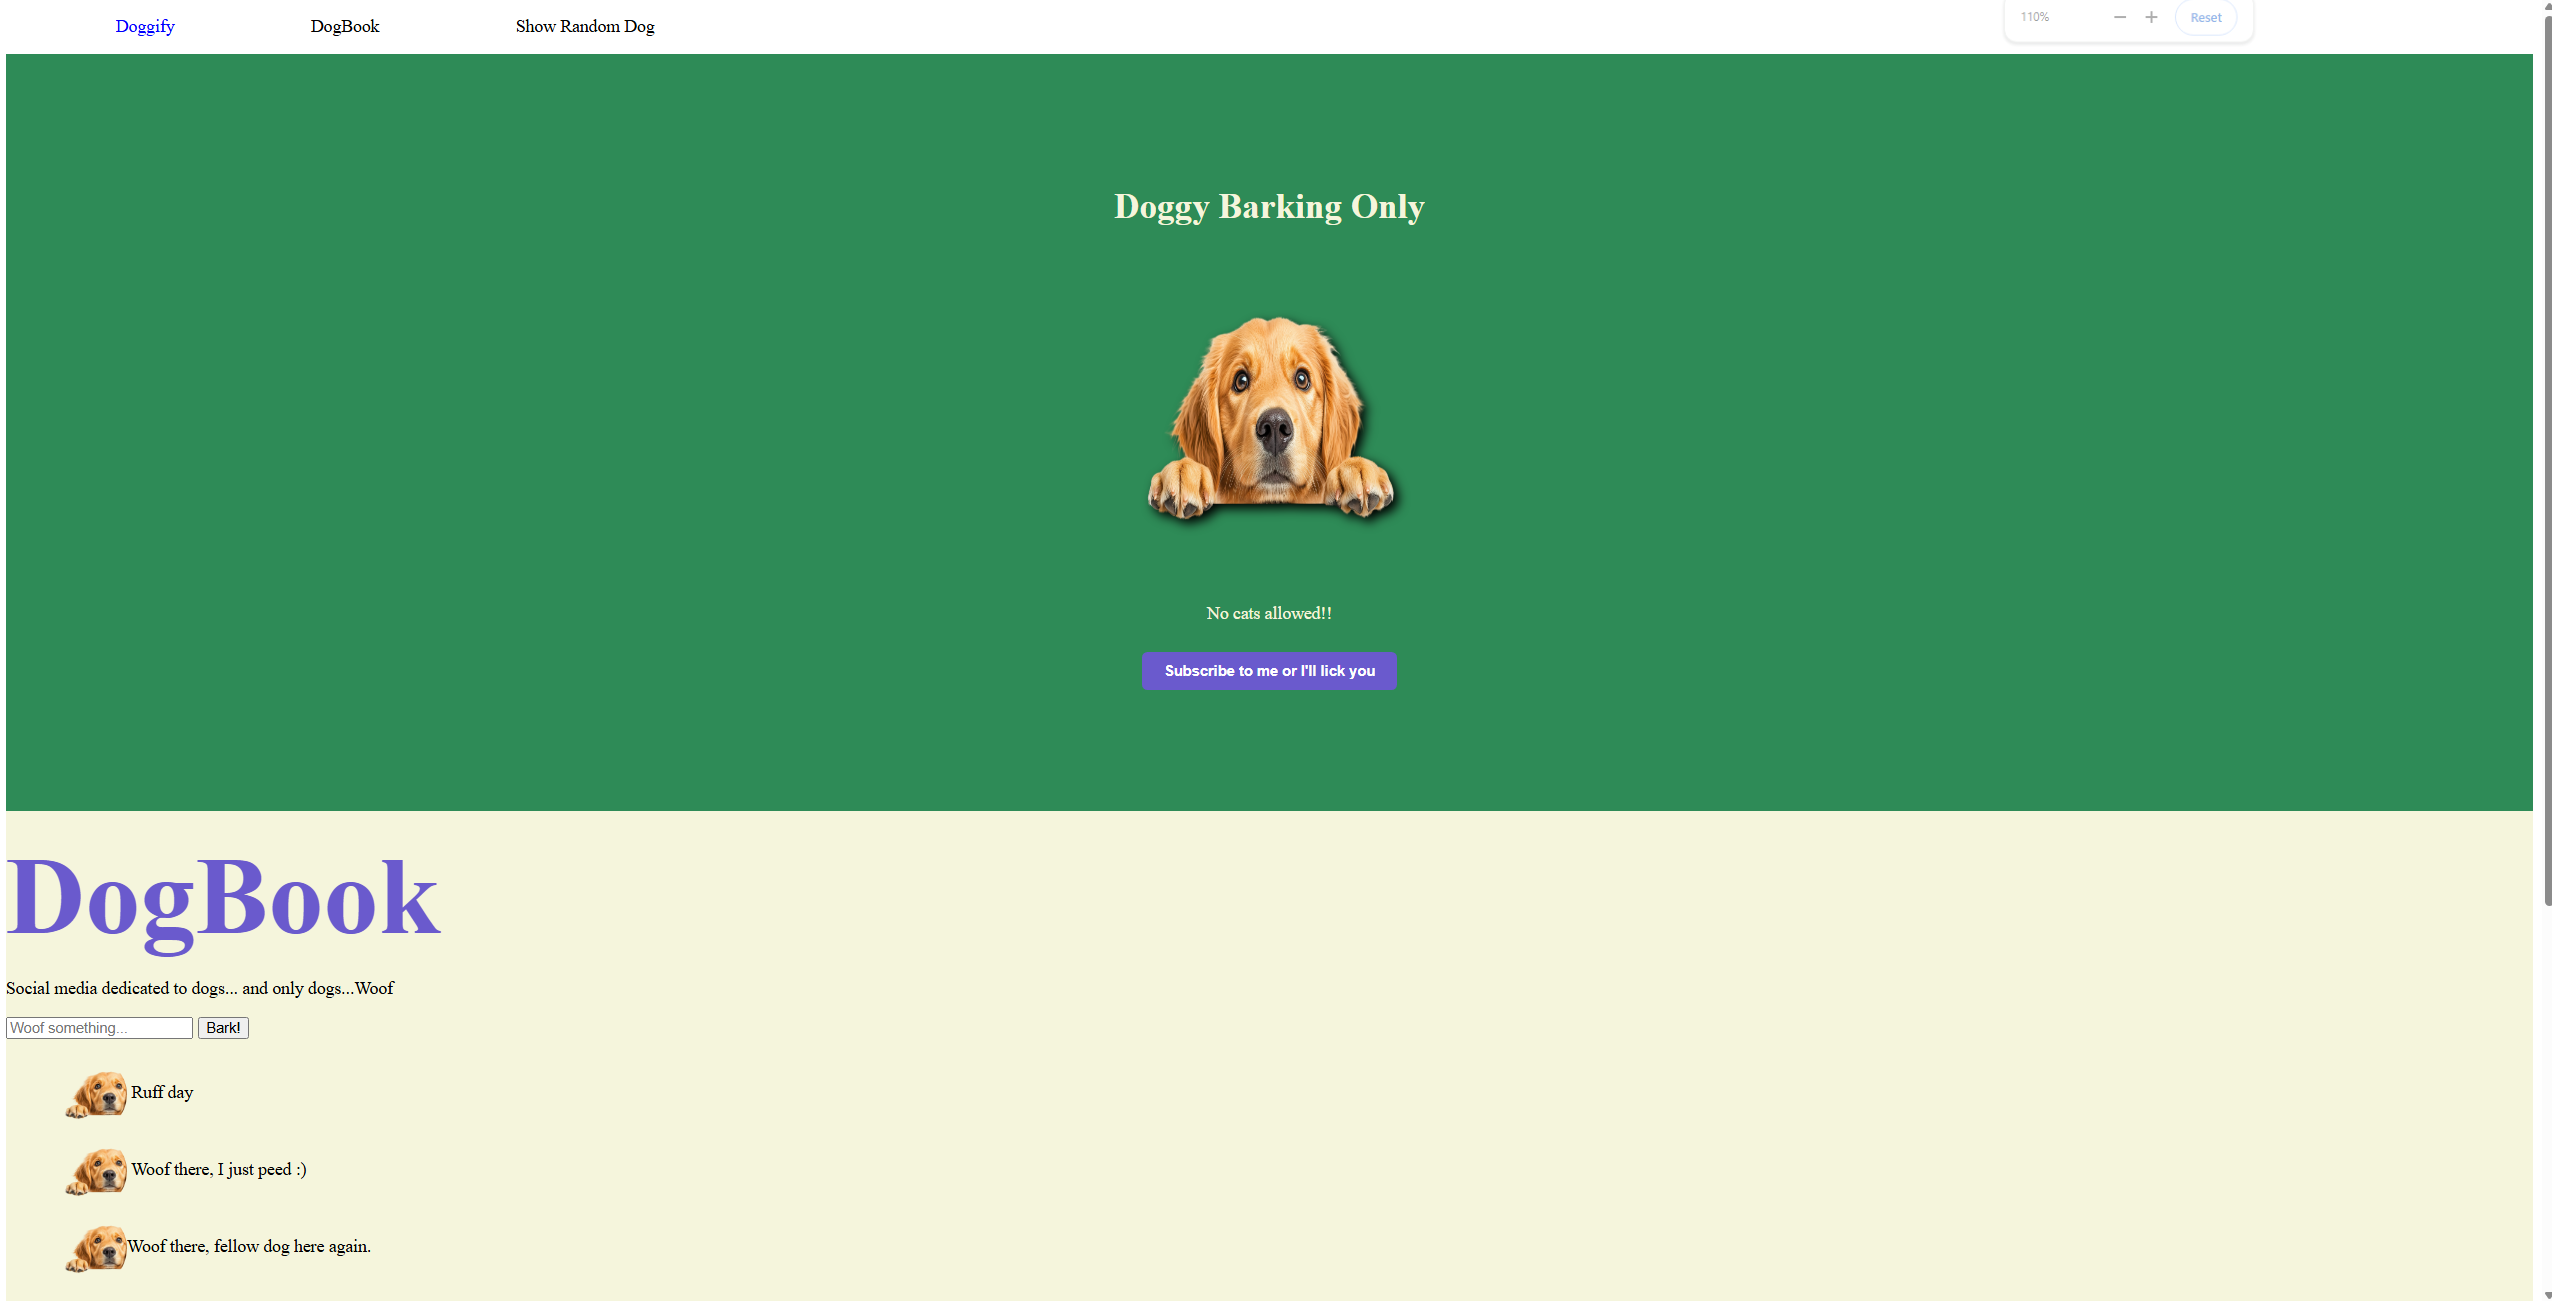 Doggify
DogBook
Show Random Dog
110%
Reset
Doggy Barking Only
No cats allowed!!
Subscribe to me or I'll lick you
DogBook
Social media dedicated to dogs... and only dogs...Woof
Woof something...
Bark!
Ruff day
Woof there, I just peed :)
Woof there, fellow dog here again.